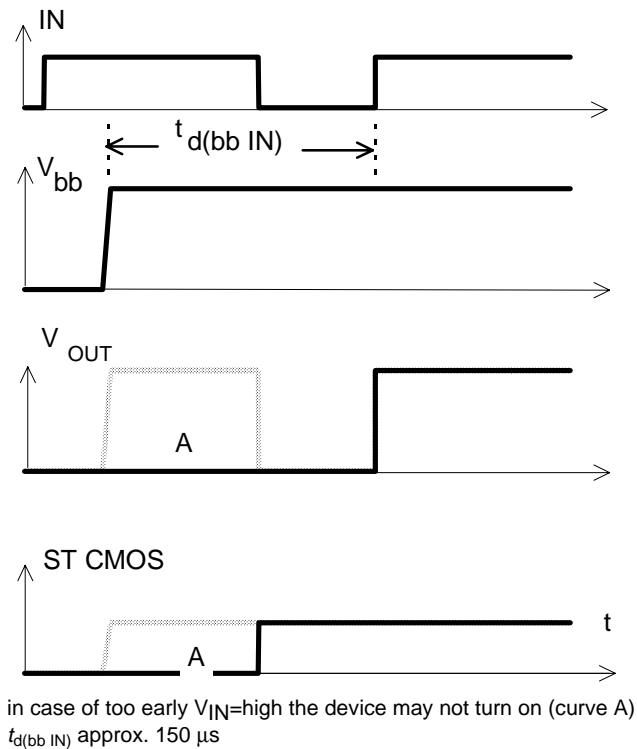 IN
t d(bb IN)
V bb
V OUT
A
ST CMOS
t
A
in case of too early VIN=high the device may not turn on (curve A)
td(bb IN) approx. 150 µs